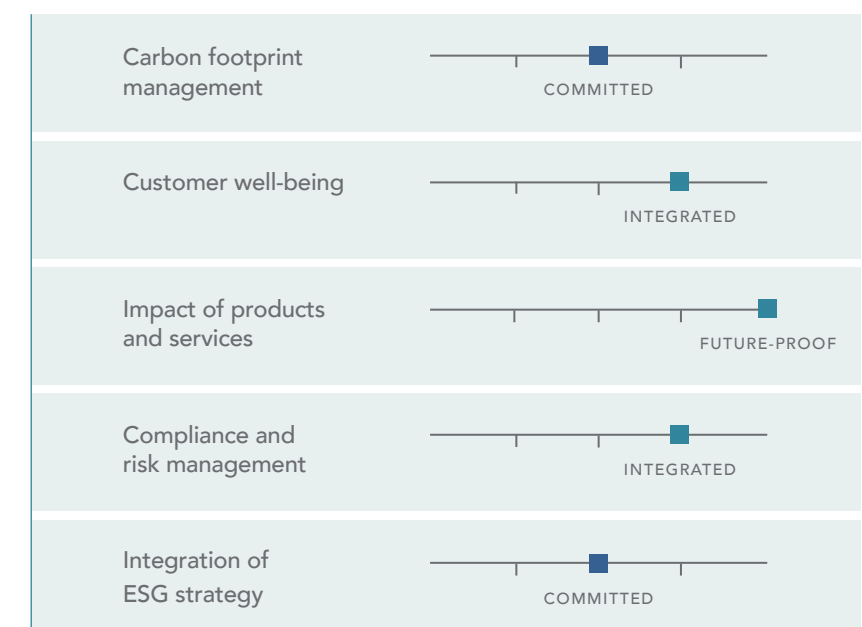 Carbon footprint
management
COMMITTED
Customer well-being
INTEGRATED
Impact of products
and services
FUTURE-PROOF
Compliance and
risk management
INTEGRATED
Integration of
ESG strategy
COMMITTED